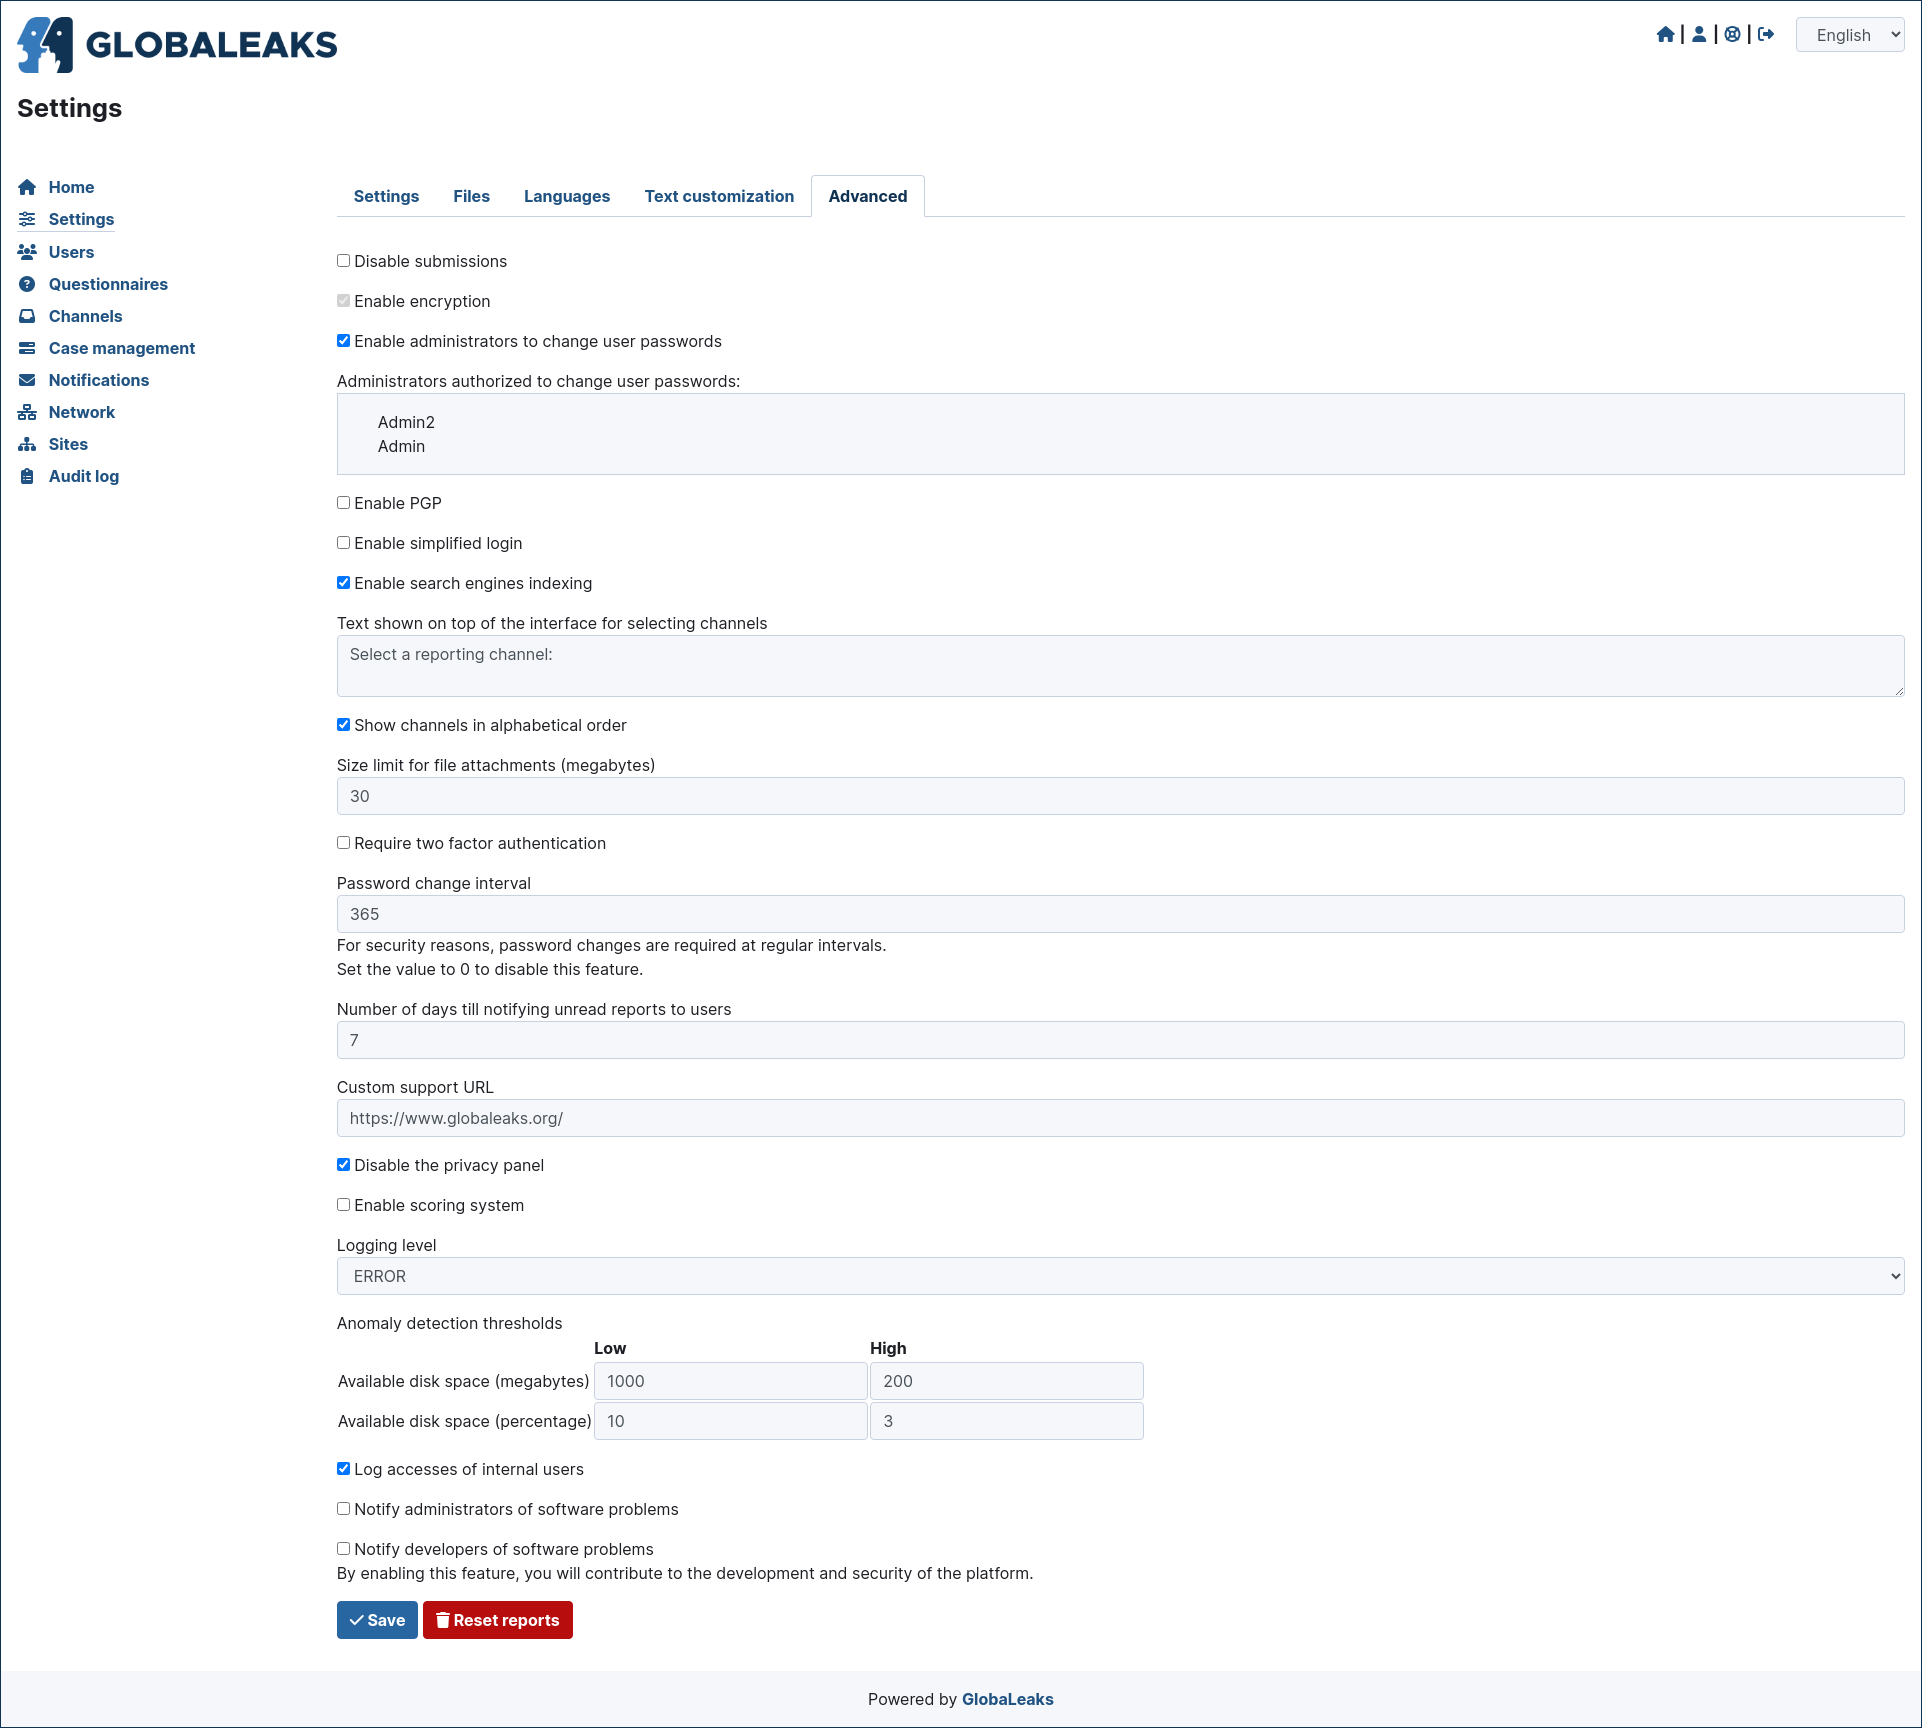 GLOBALEAKS
English
Settings
Home
Settings
Users
Questionnaires
Channels
Case management
Notifications
Network
Sites
Audit log
Settings Files Languages Text customization Advanced
Disable submissions
Enable encryption
Enable administrators to change user passwords
Administrators authorized to change user passwords:
Admin2
Admin
Enable PGP
Enable simplified login
Enable search engines indexing
Text shown on top of the interface for selecting channels
Select a reporting channel:
Show channels in alphabetical order
Size limit for file attachments (megabytes)
30
Require two factor authentication
Password change interval
365
For security reasons, password changes are required at regular intervals.
Set the value to 0 to disable this feature.
Number of days till notifying unread reports to users
7
Custom support URL
https://www.globaleaks.org/
Disable the privacy panel
Enable scoring system
Logging level
ERROR
Anomaly detection thresholds
Low High
Available disk space (megabytes) 1000 200
Available disk space (percentage) 10 3
Log accesses of internal users
Notify administrators of software problems
Notify developers of software problems
By enabling this feature, you will contribute to the development and security of the platform.
Save Reset reports
Powered by GlobaLeaks